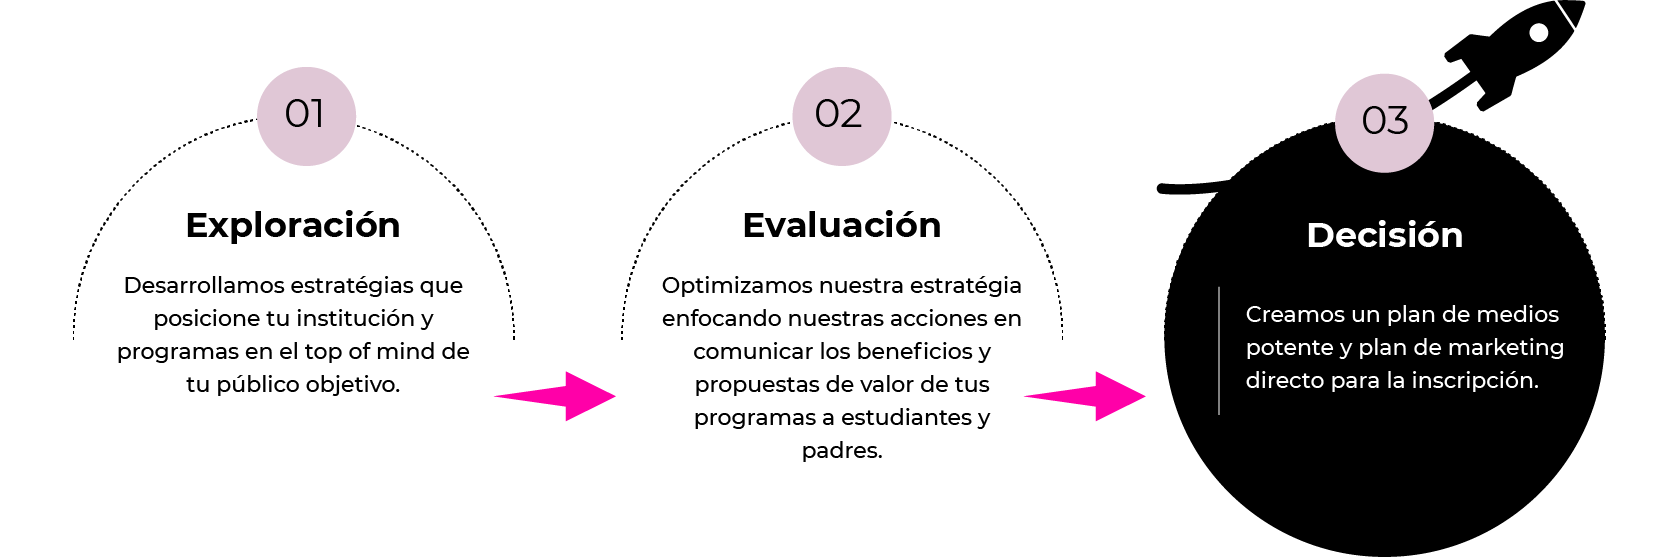 01
Exploración
Desarrollamos estratégias que
posicione tu institución y
programas en el top of mind de
tu público objetivo.
02
Evaluación
Optimizamos nuestra estratégia
enfocando nuestras acciones en
comunicar los beneficios y
propuestas de valor de tus
programas a estudiantes y
padres.
03
Decisión
Creamos un plan de medios
potente y plan de marketing
directo para la inscripción.